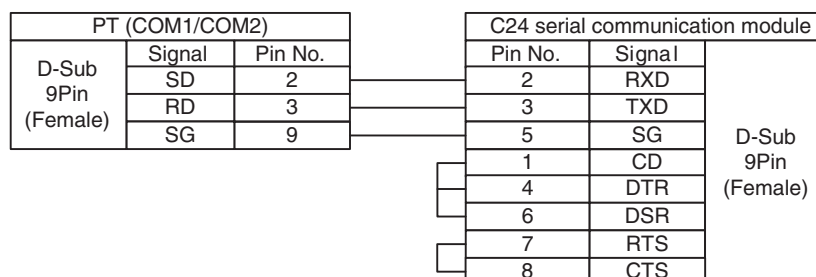 PT (COM1/COM2)
C24 serial communication module
D-Sub
9Pin
(Female)
Signal Pin No.
SD 2
RD 3
SG 9
Pin No. Signal
2 RXD
3 TXD
5 SG
1 CD
4 DTR
6 DSR
7 RTS
8 CTS
D-Sub
9Pin
(Female)